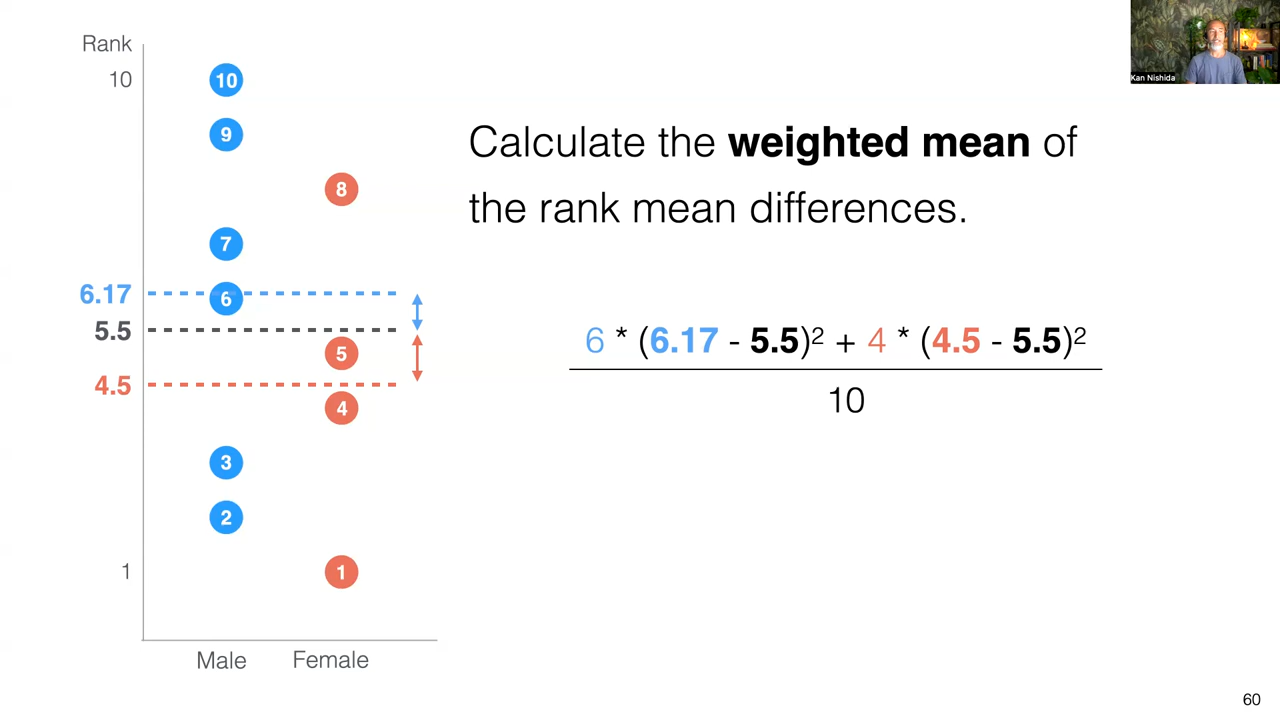 Rank
10
10
9
8
7
6.17
6
5.5
5
4.5
4
3
2
1
1
Male Female
Calculate the weighted mean of
the rank mean differences.
6 * (6.17 - 5.5)² + 4 * (4.5 - 5.5)²
10
Kan Nishida
60